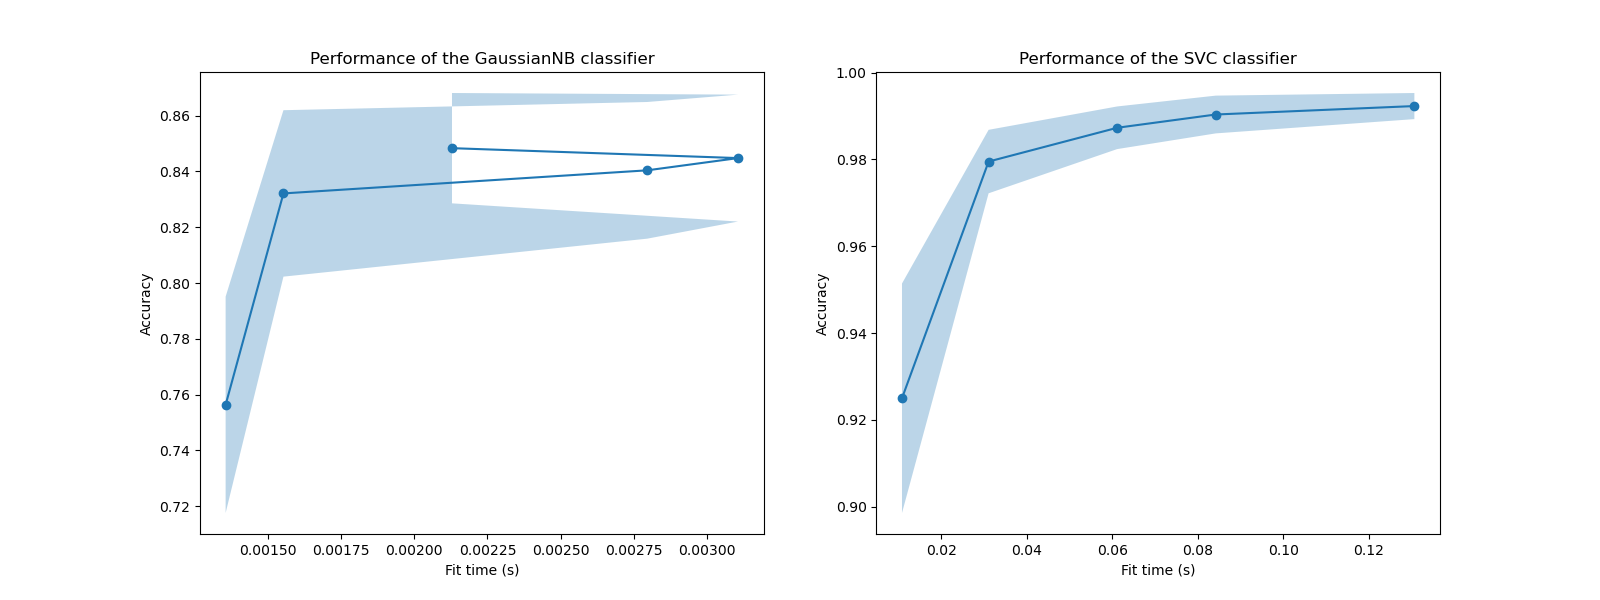 Performance of the GaussianNB classifier
0.86
0.84
0.82
0.80
0.78
0.76
0.74
0.72
Accuracy
0.00150 0.00175 0.00200 0.00225 0.00250 0.00275 0.00300
Fit time (s)
Performance of the SVC classifier
1.00
0.98
0.96
0.94
0.92
0.90
Accuracy
0.02 0.04 0.06 0.08 0.10 0.12
Fit time (s)